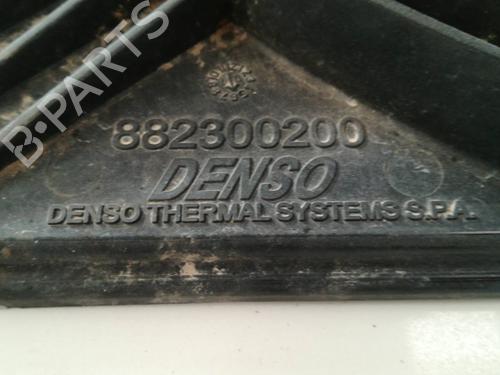 B-PARTS
882300200
DENSO
DENSO THERMAL SYSTEMS S.P.A.